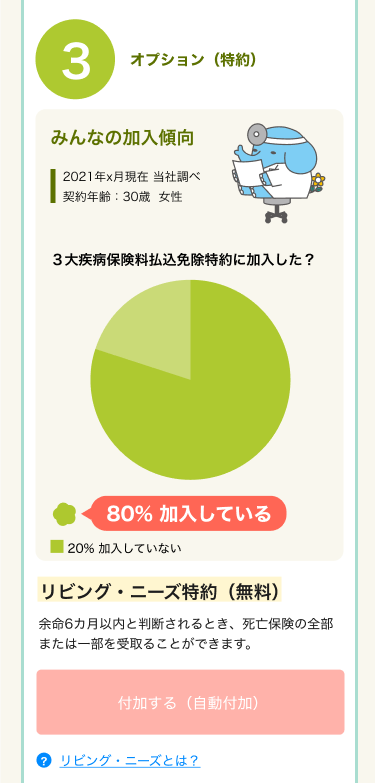 3
オプション（特約）
みんなの加入傾向
2021年x月現在 当社調べ
契約年齢：30歳 女性
３大疾病保険料払込免除特約に加入した？
80% 加入している
20% 加入していない
リビング・ニーズ特約（無料）
余命6カ月以内と判断されるとき、死亡保険の全部
または一部を受取ることができます。
付加する（自動付加）
? リビング・ニーズとは？